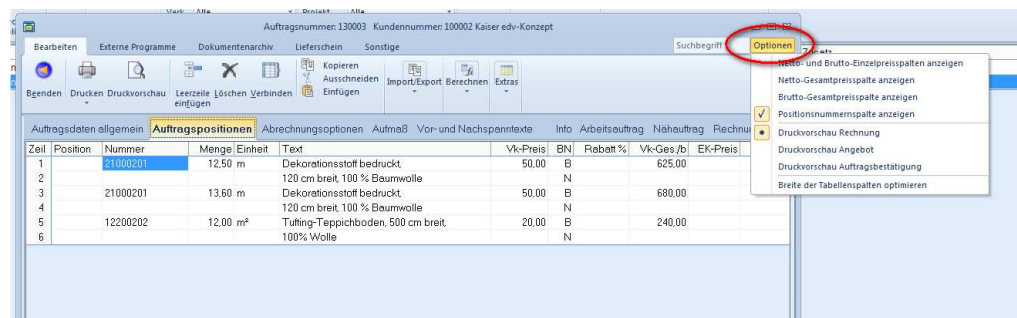 Verk Alle Projekt Alle
Auftragsnummer: 130003 Kundennummer: 100002 Kaiser edv-Konzept
Bearbeiten Externe Programme Dokumentenarchiv Lieferschein Sonstige Suchbegriff Optionen
Zusatz
Kopieren
Ausschneiden
Einfügen
Beenden Drucken Druckvorschau Leerzeile einfügen Löschen Verbinden Import/Export Berechnen Extras
Netto- und Brutto-Einzelpreisspalten anzeigen
Netto-Gesamtpreisspalte anzeigen
Brutto-Gesamtpreisspalte anzeigen
Positionsnummernspalte anzeigen
Druckvorschau Rechnung
Druckvorschau Angebot
Druckvorschau Auftragsbestätigung
Breite der Tabellenspalten optimieren
Auftragsdaten allgemein Auftragspositionen Abrechnungsoptionen Aufmaß Vor- und Nachspanntexte Info Arbeitsauftrag Nähauftrag Rechnu
Zeil Position Nummer Menge Einheit Text Vk-Preis BN Rabatt % Vk-Ges./b EK-Preis
1 21000201 12,50 m Dekorationsstoff bedruckt, 50,00 B 625,00
2 120 cm breit, 100 % Baumwolle N
3 21000201 13,60 m Dekorationsstoff bedruckt, 50,00 B 680,00
4 120 cm breit, 100 % Baumwolle N
5 12200202 12,00 m² Tufting-Teppichboden, 500 cm breit, 20,00 B 240,00
6 100% Wolle N